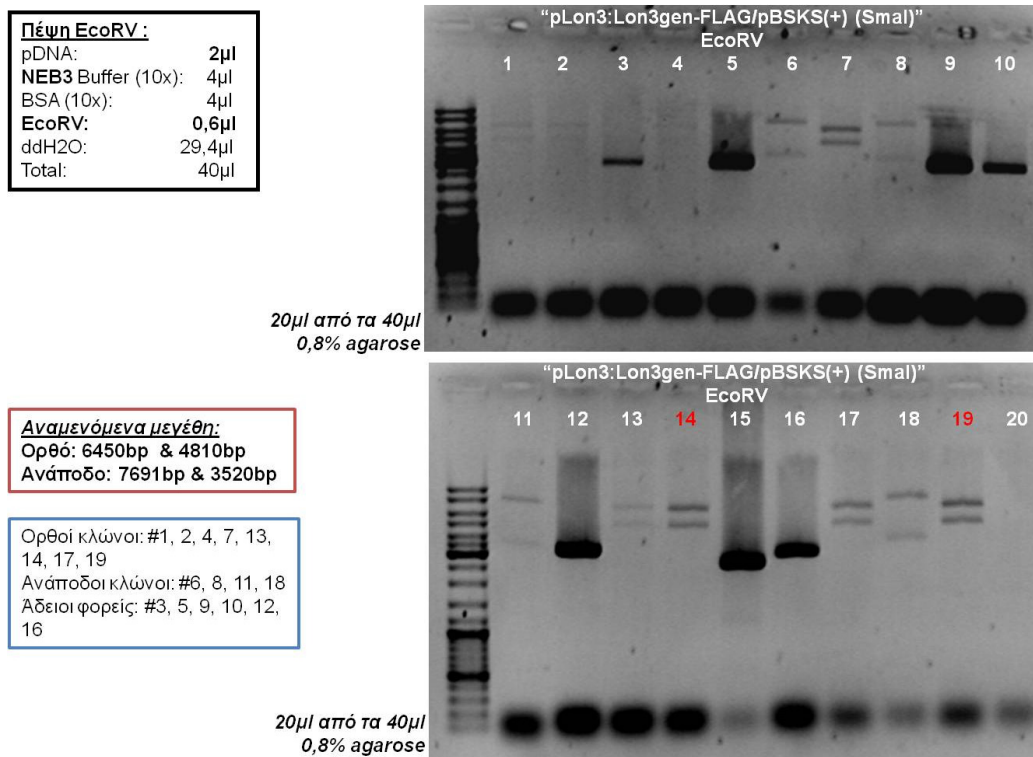 Πέψη EcoRV :
pDNA: 2μl
NEB3 Buffer (10x): 4μl
BSA (10x): 4μl
EcoRV: 0,6μl
ddH2O: 29,4μl
Total: 40μl
“pLon3:Lon3gen-FLAG/pBSKS(+) (SmaI)”
EcoRV
1 2 3 4 5 6 7 8 9 10
20μl από τα 40μl
0,8% agarose
“pLon3:Lon3gen-FLAG/pBSKS(+) (SmaI)”
EcoRV
11 12 13 14 15 16 17 18 19 20
Αναμενόμενα μεγέθη:
Ορθό: 6450bp & 4810bp
Ανάποδο: 7691bp & 3520bp
Ορθοί κλώνοι: #1, 2, 4, 7, 13,
14, 17, 19
Ανάποδοι κλώνοι: #6, 8, 11, 18
Άδειοι φορείς: #3, 5, 9, 10, 12,
16
20μl από τα 40μl
0,8% agarose